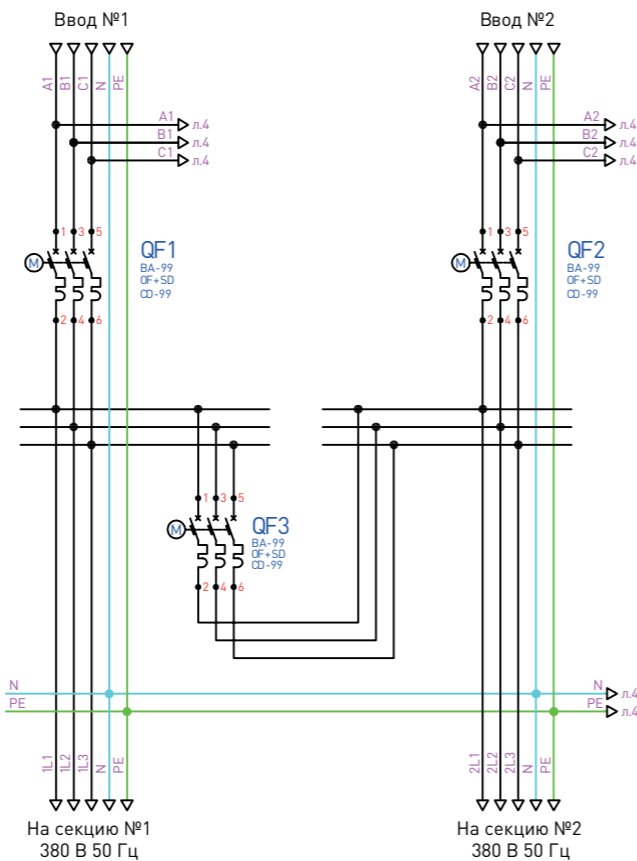 Ввод №1
Ввод №2
A1
B1
C1
N
PE
A2
B2
C2
N
PE
A1 л.4
B1 л.4
C1 л.4
A2 л.4
B2 л.4
C2 л.4
1 3 5
1 3 5
M
QF1
BA-99
OF+SD
CD-99
M
QF2
BA-99
OF+SD
CD-99
2 4 6
2 4 6
1 3 5
M
QF3
BA-99
OF+SD
CD-99
2 4 6
N
N л.4
PE
PE л.4
1L1
1L2
1L3
N
PE
2L1
2L2
2L3
N
PE
На секцию №1
380 В 50 Гц
На секцию №2
380 В 50 Гц